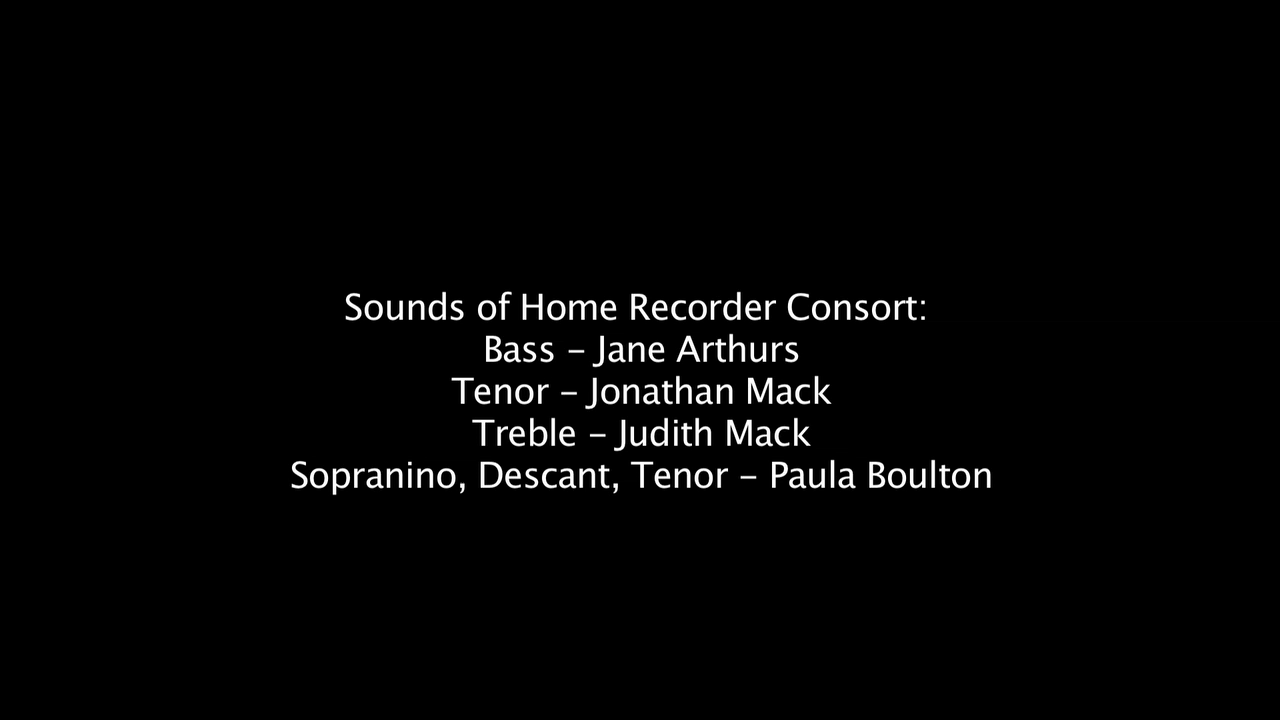 Sounds of Home Recorder Consort:
Bass – Jane Arthurs
Tenor – Jonathan Mack
Treble – Judith Mack
Sopranino, Descant, Tenor – Paula Boulton